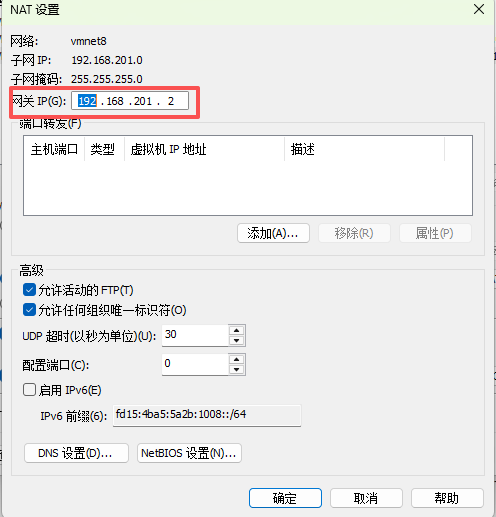 NAT 设置
网络: vmnet8
子网 IP: 192.168.201.0
子网掩码: 255.255.255.0
网关 IP(G): 192 . 168 . 201 . 2
端口转发(F)
主机端口 类型 虚拟机 IP 地址 描述
添加(A)... 移除(R) 属性(P)
高级
允许活动的 FTP(T)
允许任何组织唯一标识符(O)
UDP 超时(以秒为单位)(U): 30
配置端口(C): 0
启用 IPv6(E)
IPv6 前缀(6): fd15:4ba5:5a2b:1008::/64
DNS 设置(D)... NetBIOS 设置(N)...
确定 取消 帮助